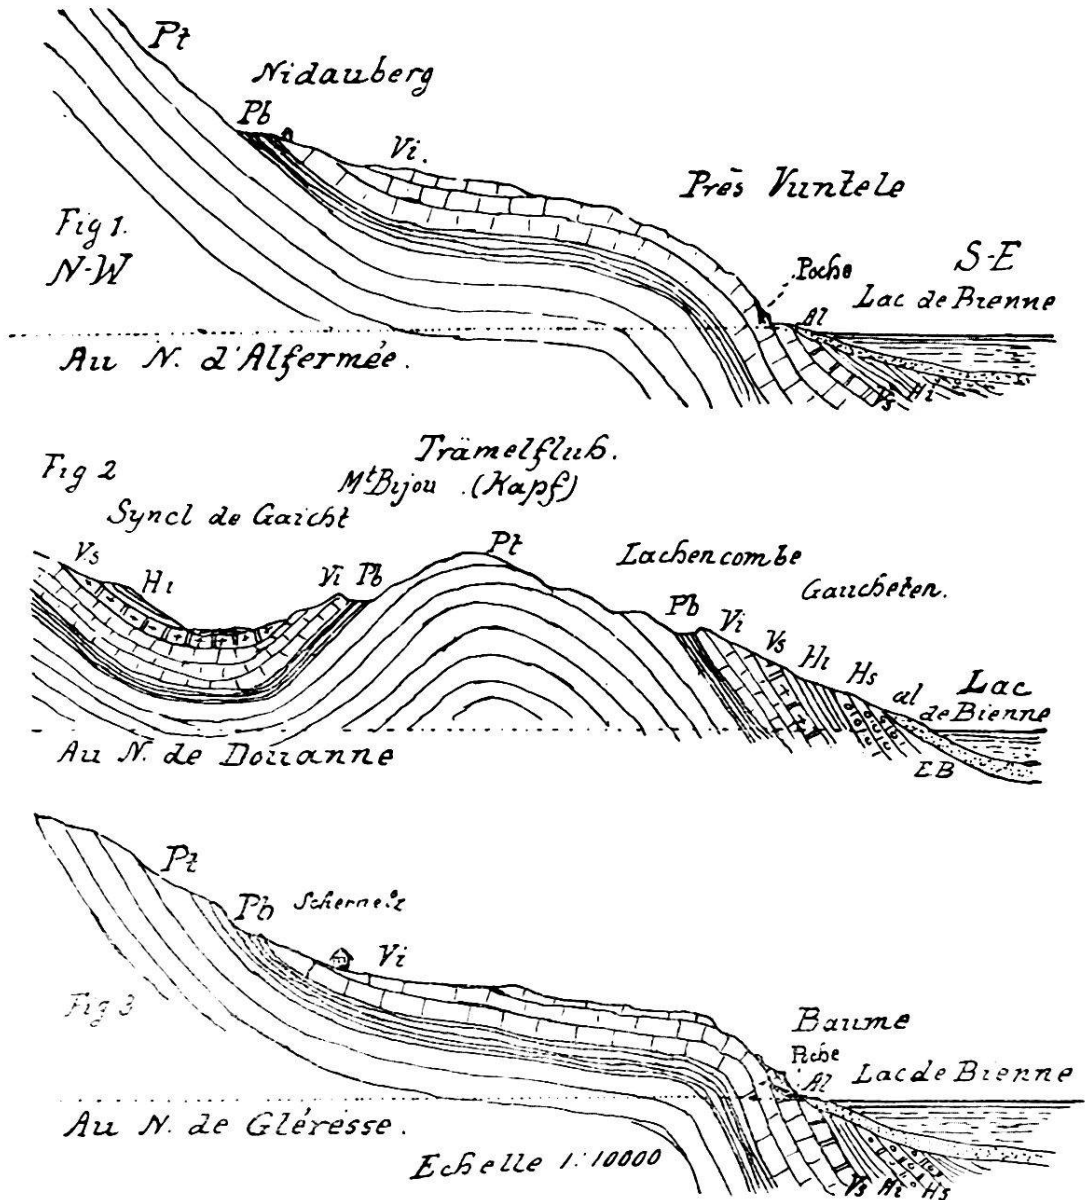 Pt
Nidauberg
Pb
Vi.
Près Vuntele
Fig 1.
N-W
S-E
Poche
Lac de Bienne
Al
Au N. d'Alfermée.
Vs Hi
Fig 2
Trämelfluh.
Mt Bijou . (Kapf)
Syncl de Gaicht
Pt
Lachencombe
Gaucheten.
Vs
Hi
Vi Pb
Pb
Vi
Vs
Hi
Hs
al
Lac
de Bienne
Au N. de Douanne
EB
Pt
Pb
Schernelz
Vi
Fig 3
Baume
Poche
Al
Lac de Bienne
Au N. de Gléresse.
Echelle 1:10000
Vs Hi Hs